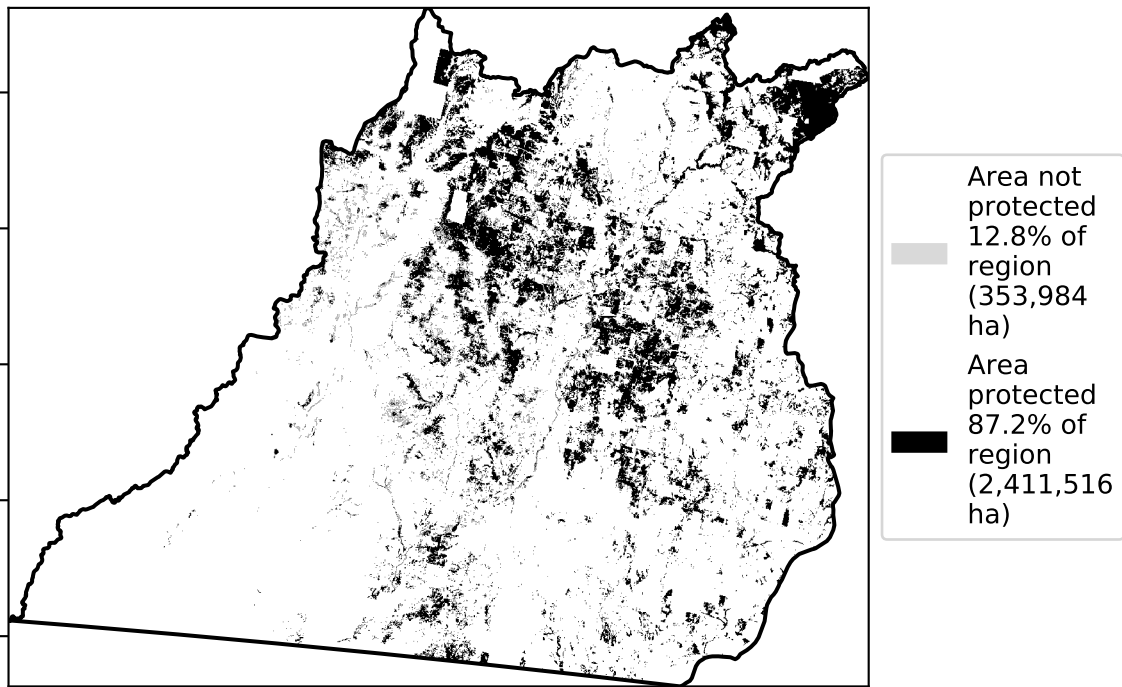 Area not
protected
12.8% of
region
(353,984
ha)
Area
protected
87.2% of
region
(2,411,516
ha)